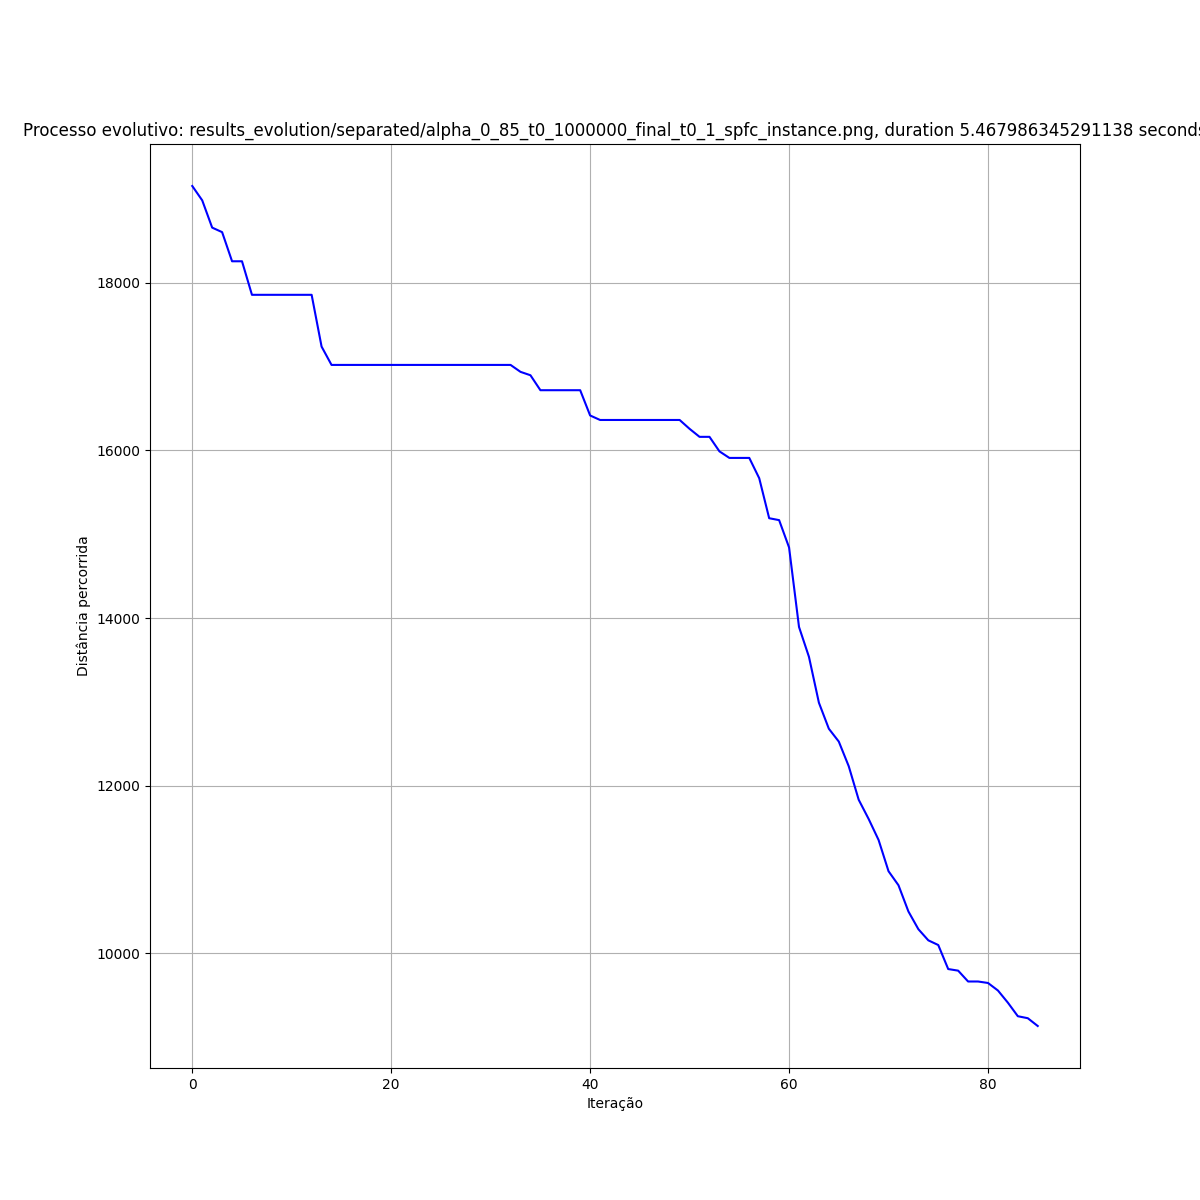 Processo evolutivo: results_evolution/separated/alpha_0_85_t0_1000000_final_t0_1_spfc_instance.png, duration 5.467986345291138 seconds
18000
16000
14000
12000
10000
Distância percorrida
0 20 40 60 80
Iteração